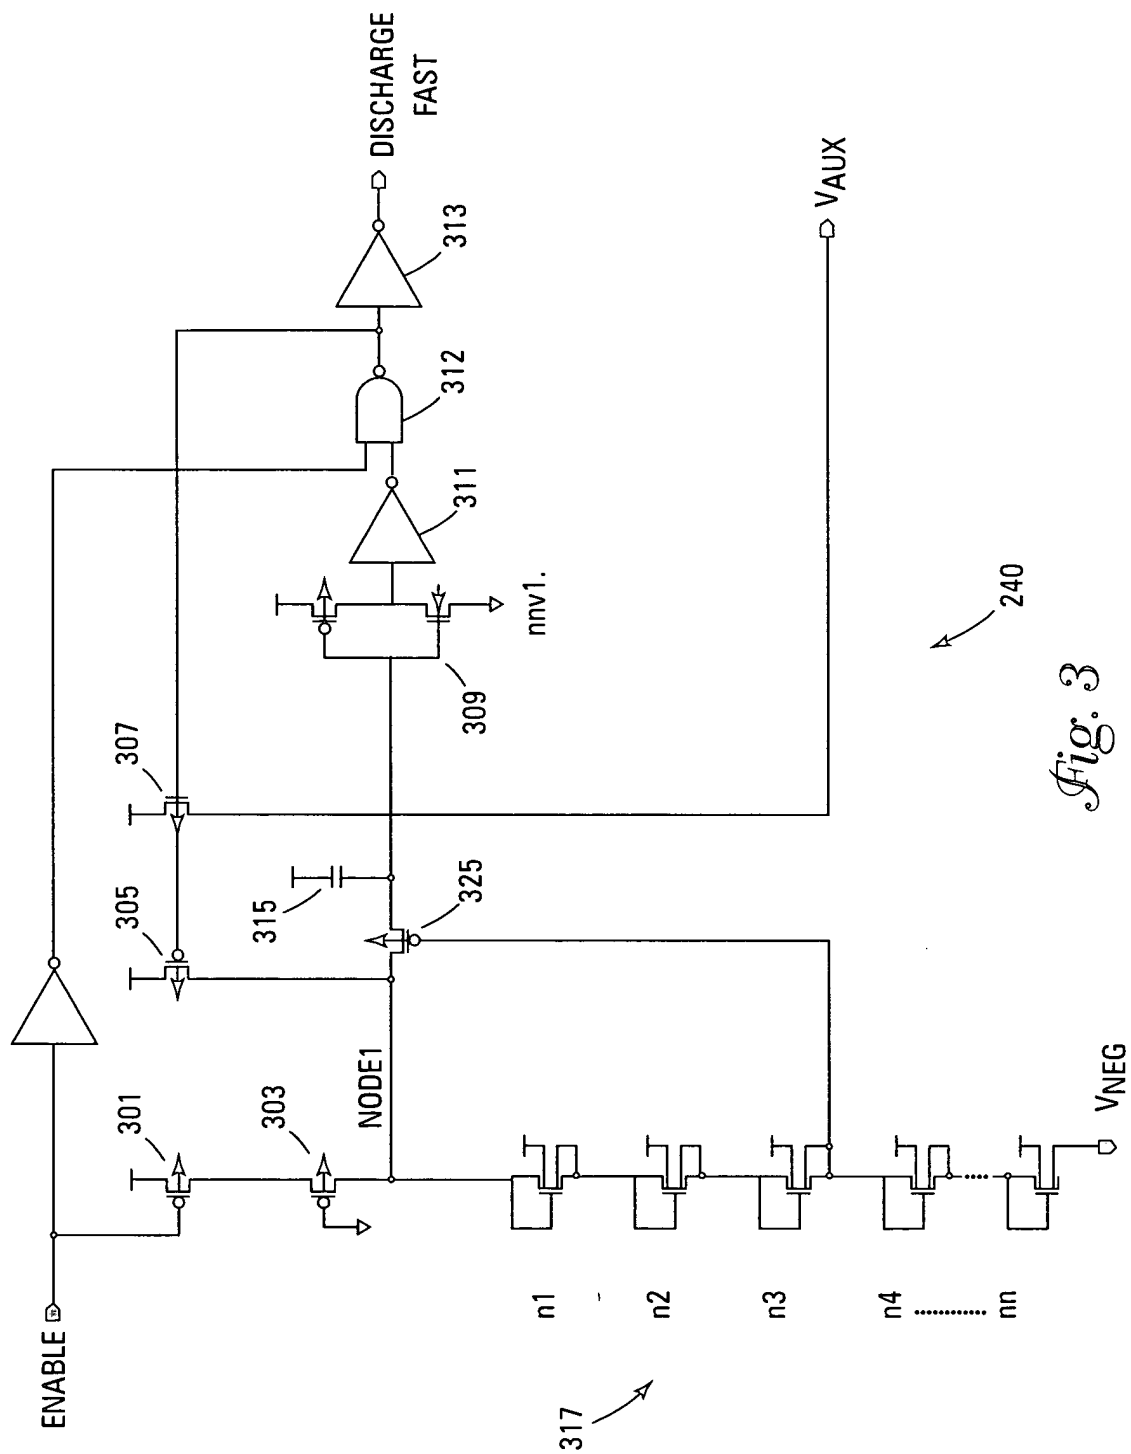 ENABLE
301
303
305
307
NODE1
315
325
309
nnv1.
311
312
313
DISCHARGE
FAST
n1
n2
n3
n4 ........... nn
317
VNEG
VAUX
240
Fig. 3